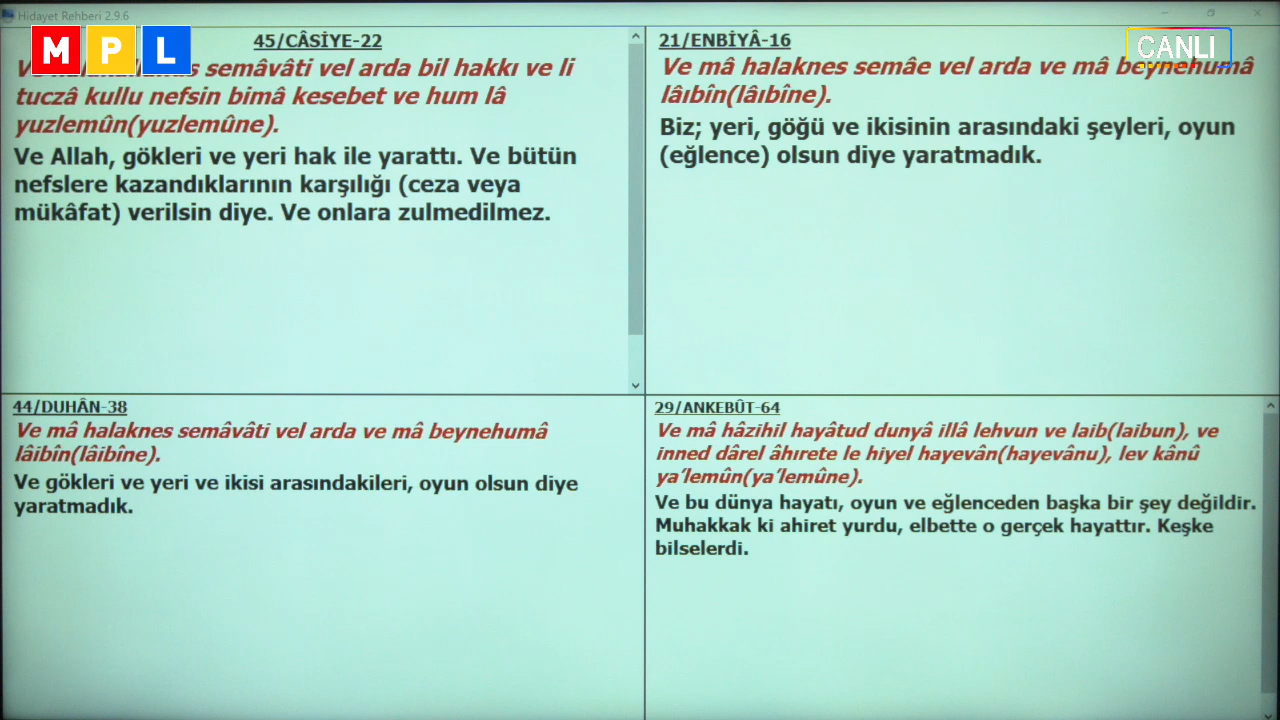 Hidayet Rehberi 2.9.6
MPL
CANLI
45/CÂSİYE-22
semâvâti vel arda bil hakkı ve li
tuczâ kullu nefsin bimâ kesebet ve hum lâ
yuzlemûn(yuzlemûne).
Ve Allah, gökleri ve yeri hak ile yarattı. Ve bütün
nefslere kazandıklarının karşılığı (ceza veya
mükâfat) verilsin diye. Ve onlara zulmedilmez.
21/ENBİYÂ-16
Ve mâ halaknes semâe vel arda ve mâ beynehumâ
lâıbîn(lâıbîne).
Biz; yeri, göğü ve ikisinin arasındaki şeyleri, oyun
(eğlence) olsun diye yaratmadık.
44/DUHÂN-38
Ve mâ halaknes semâvâti vel arda ve mâ beynehumâ
lâibîn(lâibîne).
Ve gökleri ve yeri ve ikisi arasındakileri, oyun olsun diye
yaratmadık.
29/ANKEBÛT-64
Ve mâ hâzihil hayâtud dunyâ illâ lehvun ve laib(laibun), ve
inned dârel âhırete le hiyel hayevân(hayevânu), lev kânû
ya'lemûn(ya'lemûne).
Ve bu dünya hayatı, oyun ve eğlenceden başka bir şey değildir.
Muhakkak ki ahiret yurdu, elbette o gerçek hayattır. Keşke
bilselerdi.